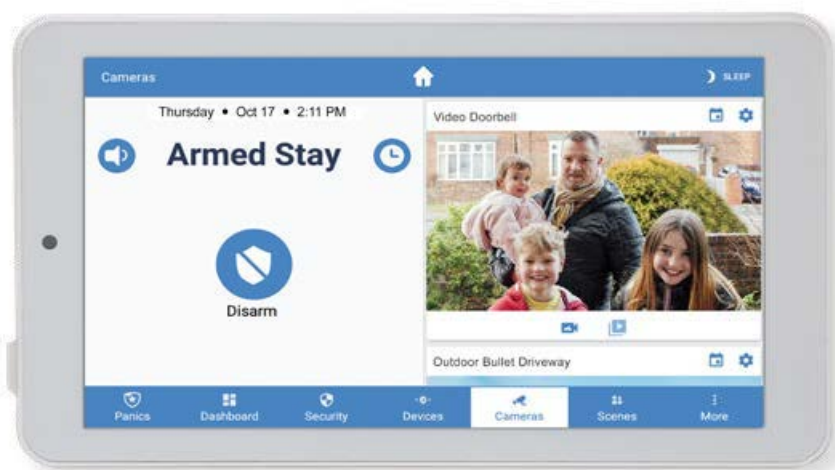 Cameras
SLEEP
Thursday • Oct 17 • 2:11 PM
Armed Stay
Disarm
Video Doorbell
Outdoor Bullet Driveway
Panics
Dashboard
Security
Devices
Cameras
Scenes
More